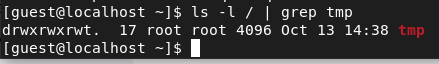 [guest@localhost ~]$ ls -l / | grep tmp
drwxrwxrwt.  17 root root 4096 Oct 13 14:38 tmp
[guest@localhost ~]$